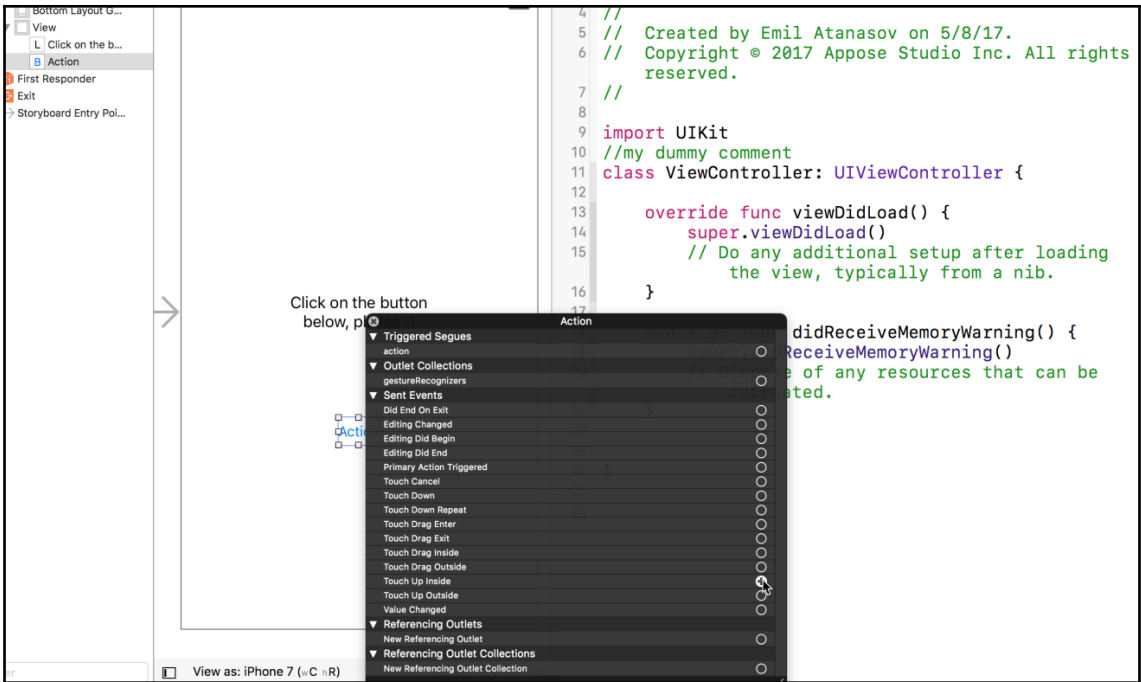 Bottom Layout G...
View
L Click on the b...
B Action
First Responder
Exit
Storyboard Entry Poi...
View as: iPhone 7 (wC hR)
Click on the button
below, pl
Acti
Action
Triggered Segues
action
Outlet Collections
gestureRecognizers
Sent Events
Did End On Exit
Editing Changed
Editing Did Begin
Editing Did End
Primary Action Triggered
Touch Cancel
Touch Down
Touch Down Repeat
Touch Drag Enter
Touch Drag Exit
Touch Drag Inside
Touch Drag Outside
Touch Up Inside
Touch Up Outside
Value Changed
Referencing Outlets
New Referencing Outlet
Referencing Outlet Collections
New Referencing Outlet Collection
4 //
5 // Created by Emil Atanasov on 5/8/17.
6 // Copyright © 2017 Appose Studio Inc. All rights
reserved.
7 //
8
9 import UIKit
10 //my dummy comment
11 class ViewController: UIViewController {
12
13 override func viewDidLoad() {
14 super.viewDidLoad()
15 // Do any additional setup after loading
the view, typically from a nib.
16 }
17
didReceiveMemoryWarning() {
ReceiveMemoryWarning()
of any resources that can be
ated.